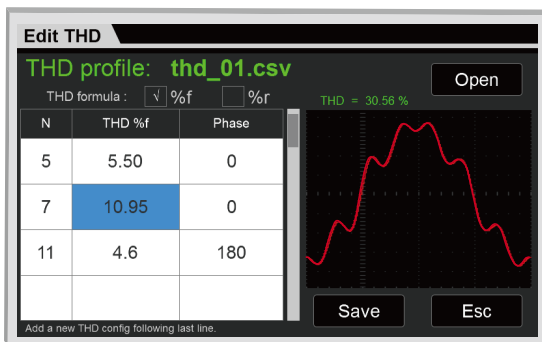 Edit THD
THD profile: thd_01.csv
Open
THD formula : √ %f %r
THD = 30.56 %
N THD %f Phase
5 5.50 0
7 10.95 0
11 4.6 180
Save Esc
Add a new THD config following last line.